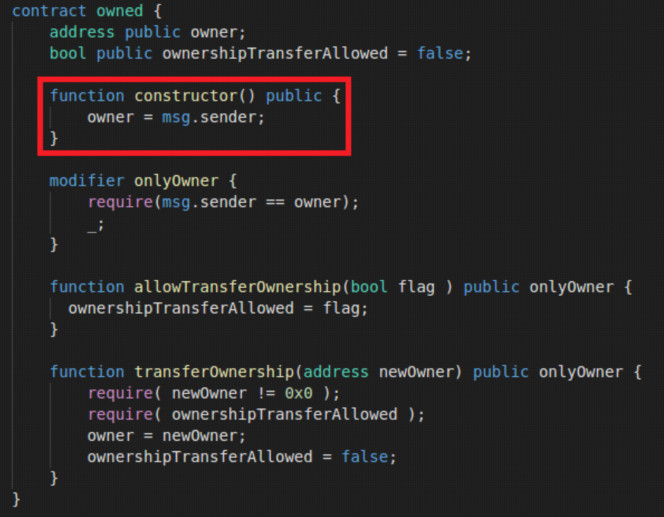 contract owned {
address public owner;
bool public ownershipTransferAllowed = false;
function constructor() public {
owner = msg.sender;
}
modifier onlyOwner {
require(msg.sender == owner);
_;
}
function allowTransferOwnership(bool flag ) public onlyOwner {
ownershipTransferAllowed = flag;
}
function transferOwnership(address newOwner) public onlyOwner {
require( newOwner != 0x0 );
require( ownershipTransferAllowed );
owner = newOwner;
ownershipTransferAllowed = false;
}
}